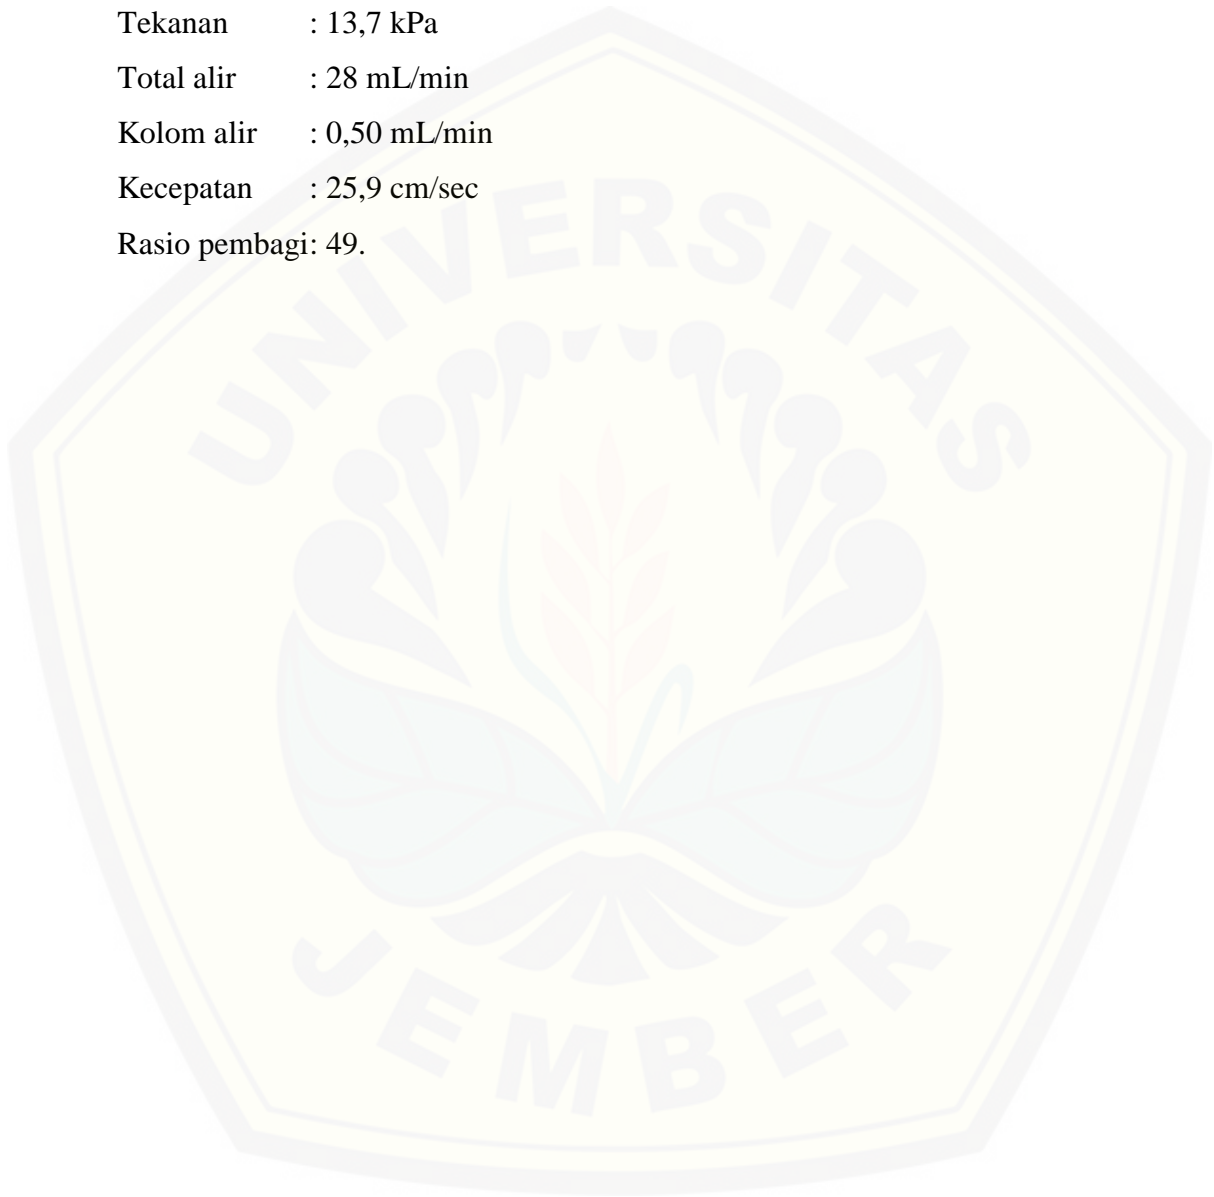 Tekanan : 13,7 kPa
Total alir : 28 mL/min
Kolom alir : 0,50 mL/min
Kecepatan : 25,9 cm/sec
Rasio pembagi: 49.
UNIVERSITAS
JEMBER